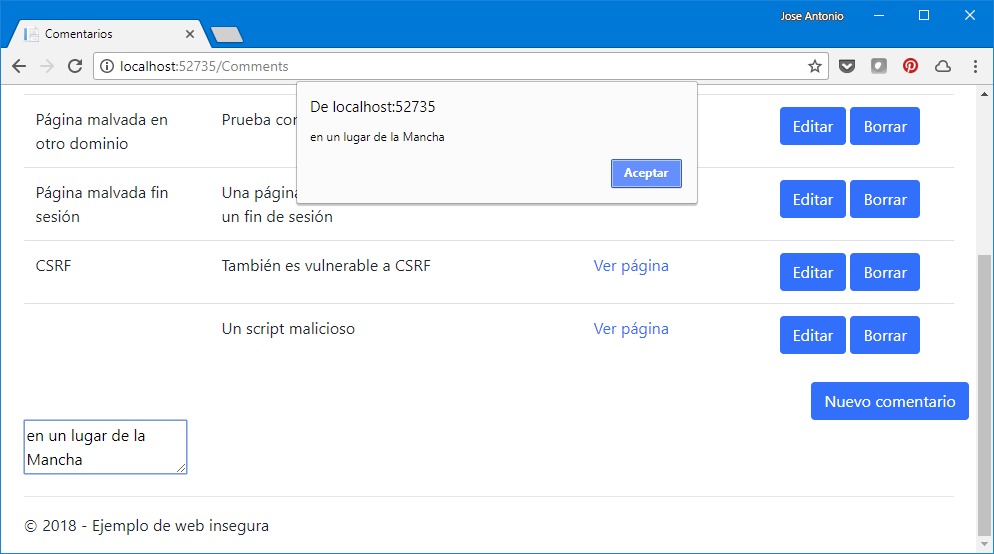 Jose Antonio
Comentarios
localhost:52735/Comments
De localhost:52735
en un lugar de la Mancha
Aceptar
Página malvada en
otro dominio
Prueba con
Editar
Borrar
Página malvada fin
sesión
Una página
un fin de sesión
Editar
Borrar
CSRF
También es vulnerable a CSRF
Ver página
Editar
Borrar
Un script malicioso
Ver página
Editar
Borrar
Nuevo comentario
en un lugar de la
Mancha
© 2018 - Ejemplo de web insegura